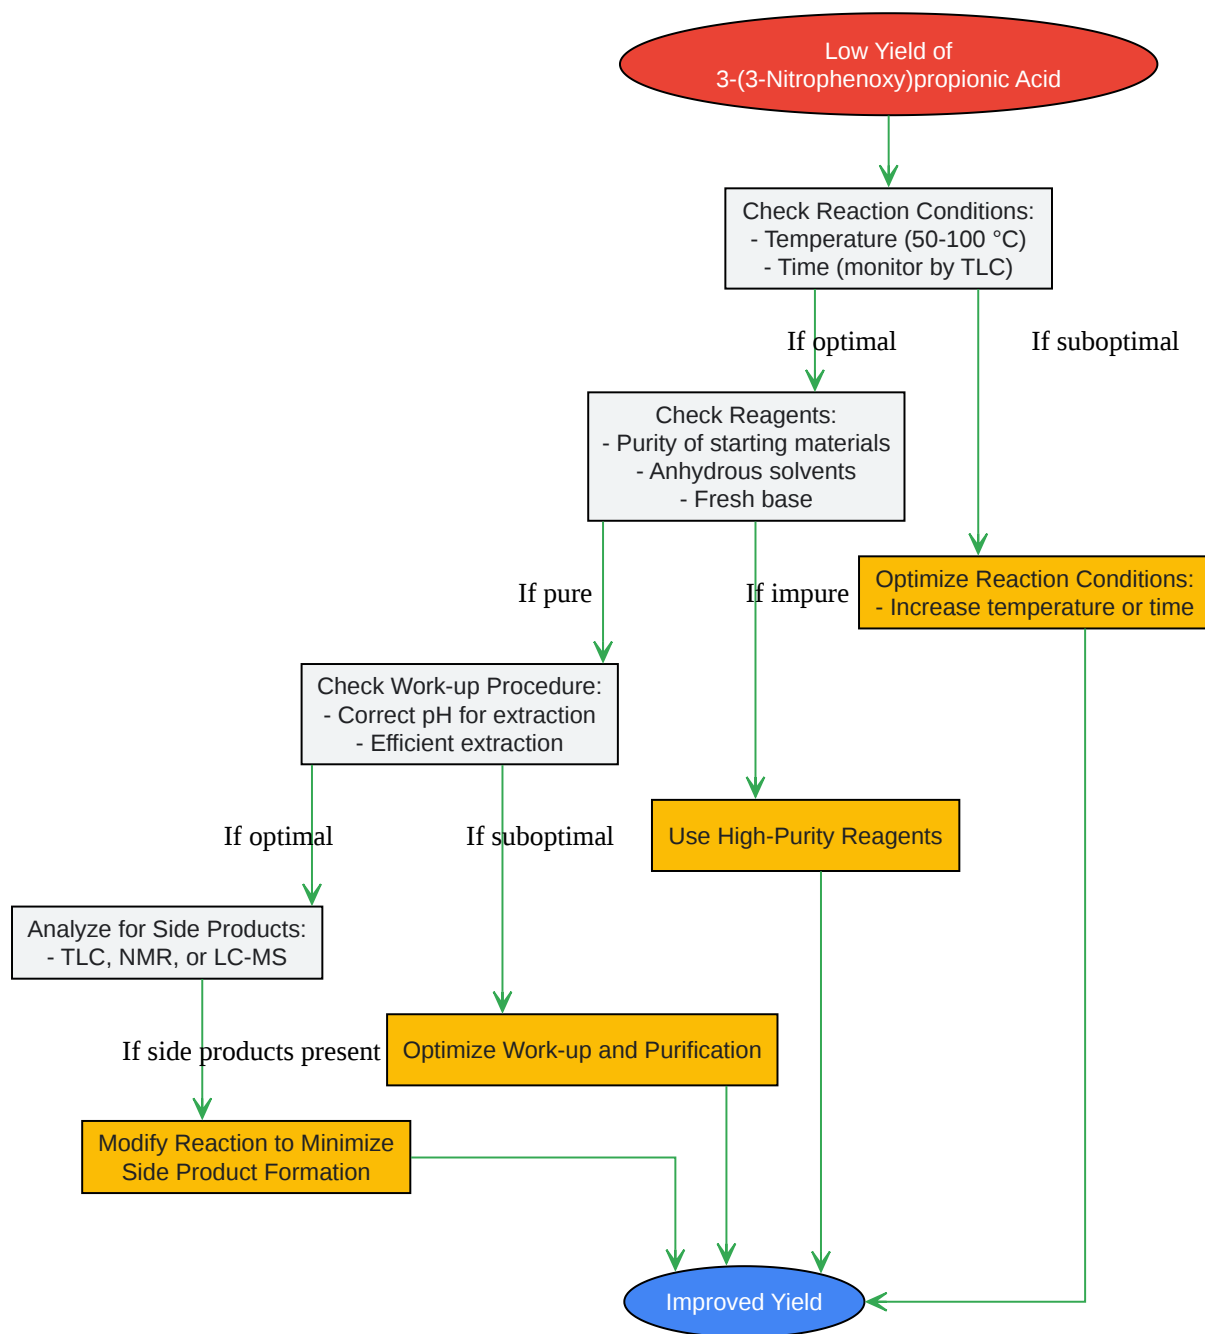 Low Yield of
3-(3-Nitrophenoxy)propionic Acid
Check Reaction Conditions:
- Temperature (50-100 °C)
- Time (monitor by TLC)
If optimal
If suboptimal
Check Reagents:
- Purity of starting materials
- Anhydrous solvents
- Fresh base
If pure
If impure
Optimize Reaction Conditions:
- Increase temperature or time
Check Work-up Procedure:
- Correct pH for extraction
- Efficient extraction
If optimal
If suboptimal
Use High-Purity Reagents
Analyze for Side Products:
- TLC, NMR, or LC-MS
If side products present
Optimize Work-up and Purification
Modify Reaction to Minimize
Side Product Formation
Improved Yield